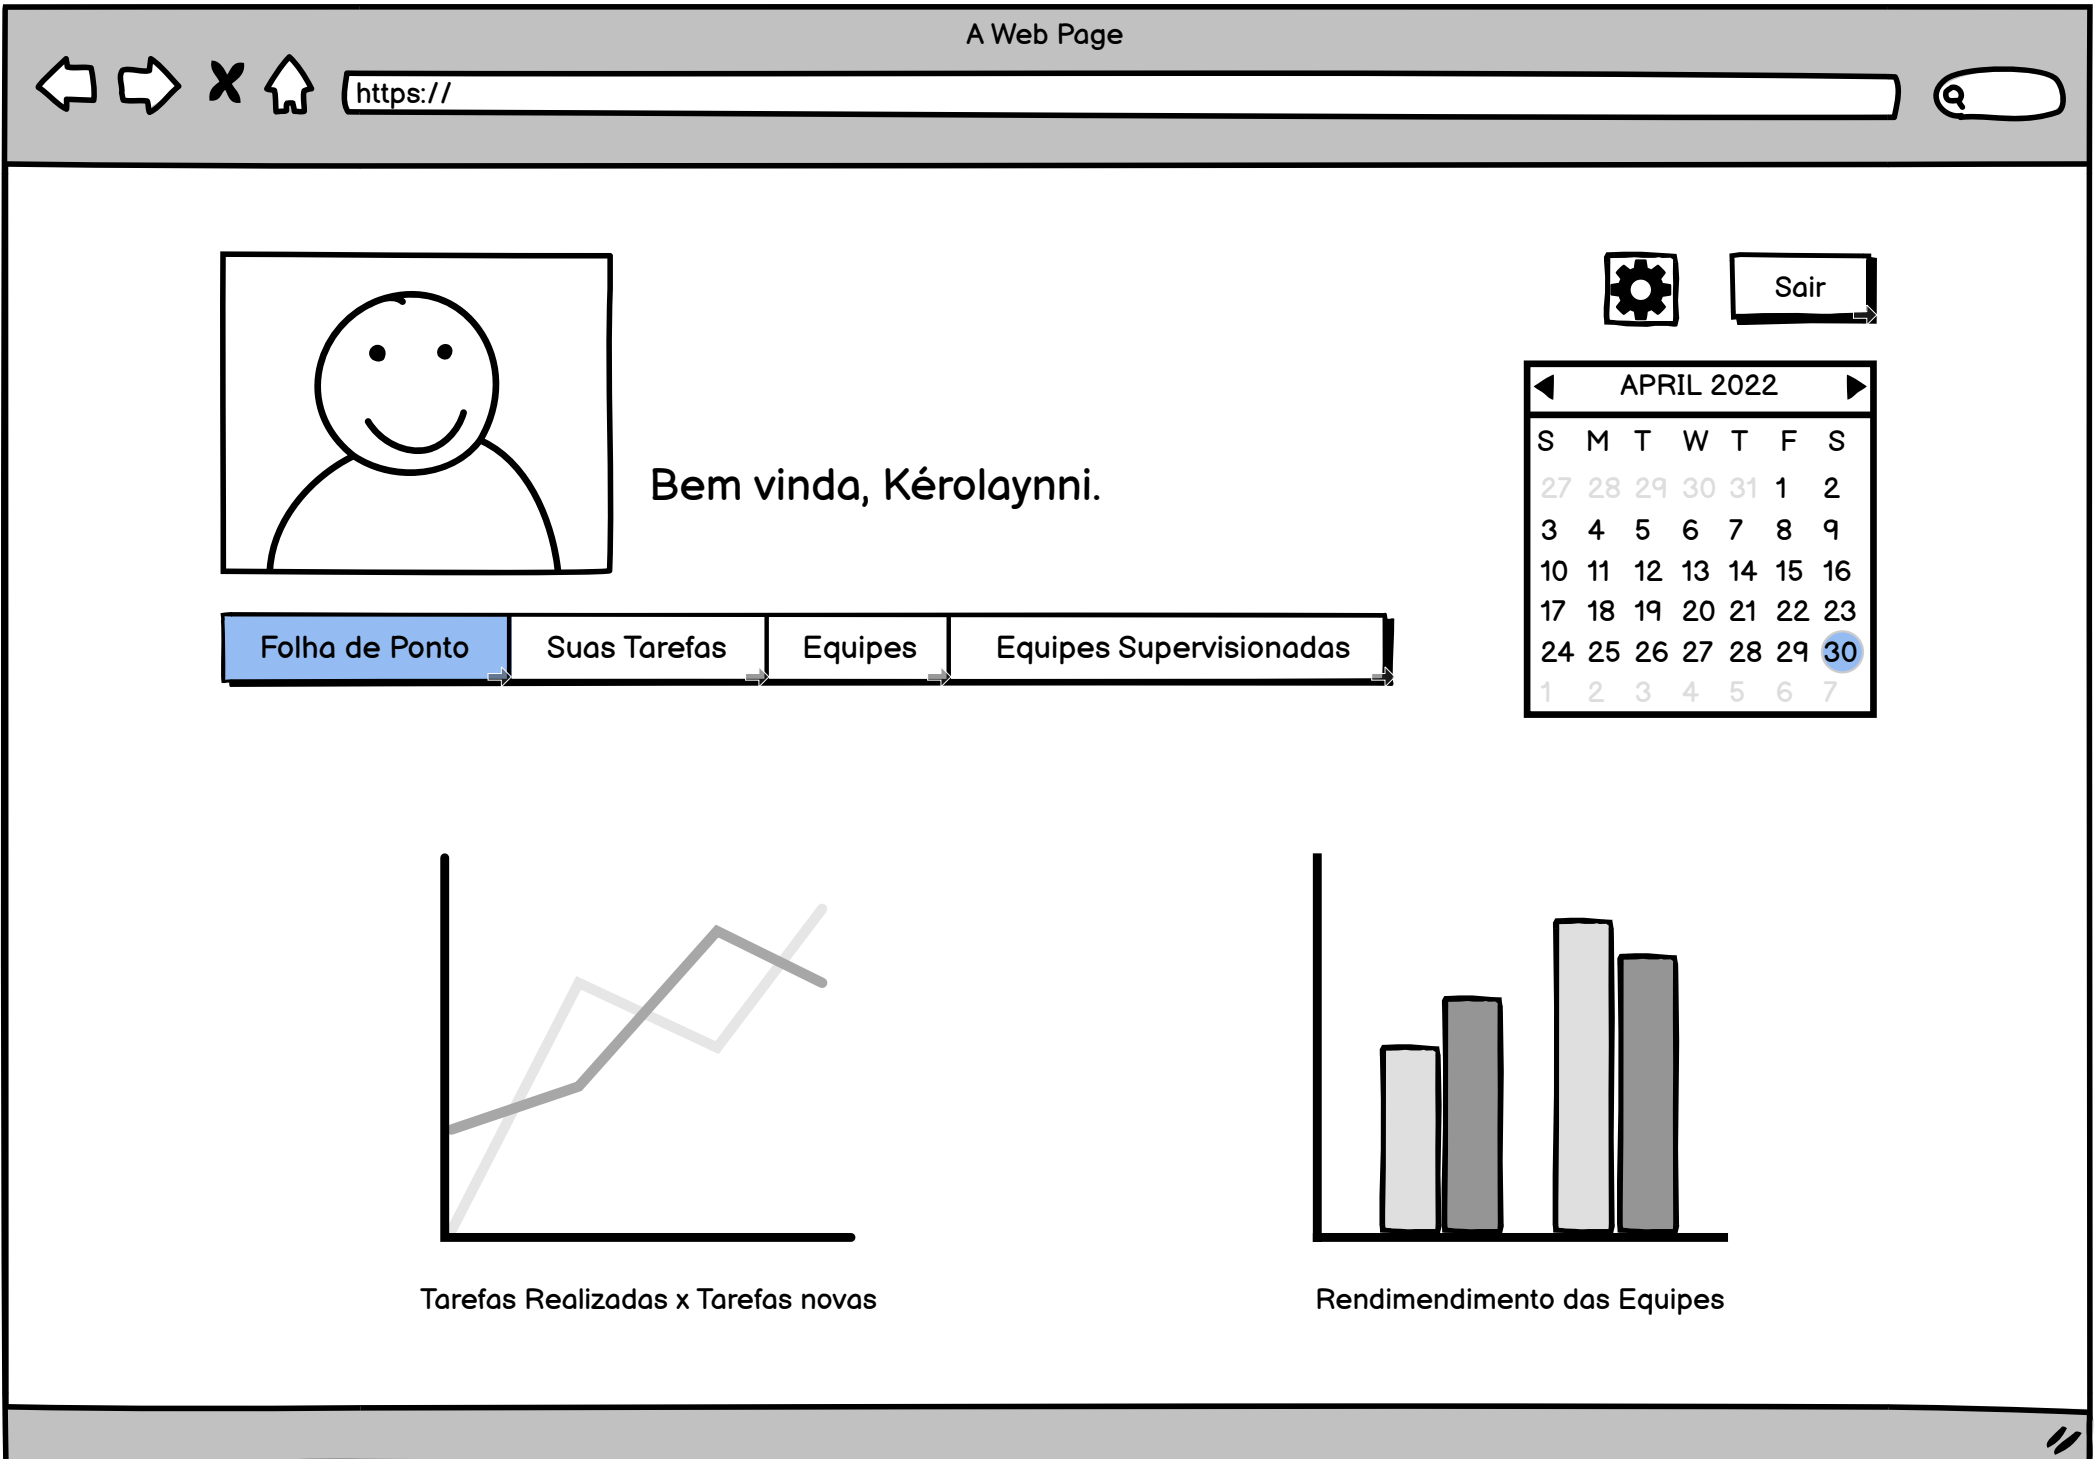 A Web Page
https://
Sair
APRIL 2022
S M T W T F S
27 28 29 30 31 1 2
3 4 5 6 7 8 9
10 11 12 13 14 15 16
17 18 19 20 21 22 23
24 25 26 27 28 29 30
1 2 3 4 5 6 7
Bem vinda, Kérolaynni.
Folha de Ponto Suas Tarefas Equipes Equipes Supervisionadas
Tarefas Realizadas x Tarefas novas
Rendimendimento das Equipes